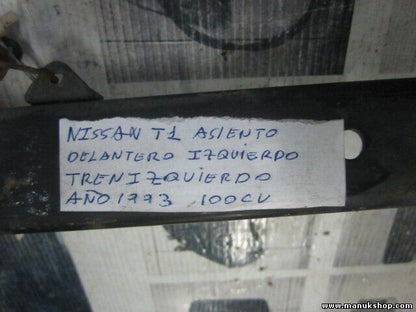 NISSAN T1 ASIENTO
DELANTERO IZQUIERDO
TREN IZQUIERDO
AÑO 1993 100CV
www.manukshop.com